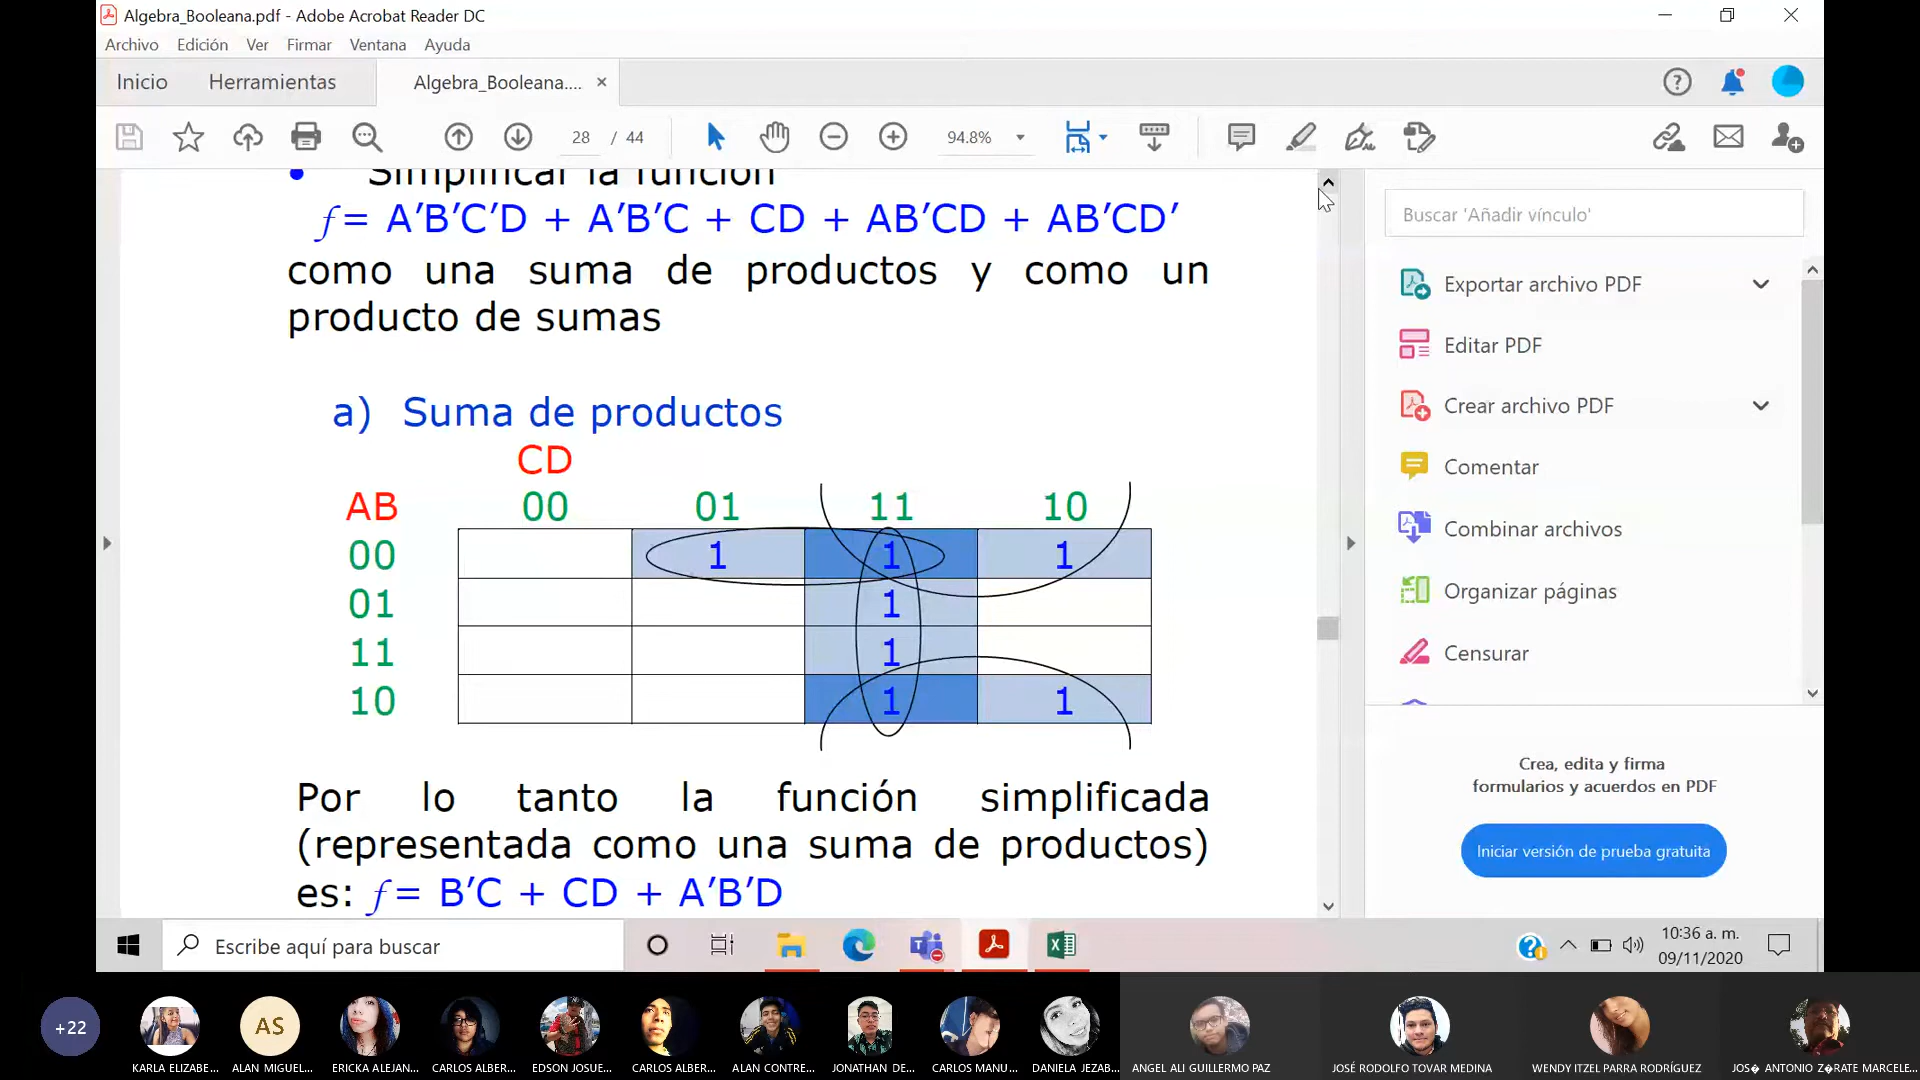 Algebra_Booleana.pdf - Adobe Acrobat Reader DC
Archivo Edición Ver Firmar Ventana Ayuda
Inicio Herramientas Algebra_Booleana.... ×
28 / 44 94.8%
Simplificar la función
f = A’B’C’D + A’B’C + CD + AB’CD + AB’CD’
como una suma de productos y como un
producto de sumas
a) Suma de productos
CD
AB 00 01 11 10
00 1 1 1
01 1
11 1
10 1 1
Por lo tanto la función simplificada
(representada como una suma de productos)
es: f = B’C + CD + A’B’D
Buscar 'Añadir vínculo'
Exportar archivo PDF
Editar PDF
Crear archivo PDF
Comentar
Combinar archivos
Organizar páginas
Censurar
Crea, edita y firma
formularios y acuerdos en PDF
Iniciar versión de prueba gratuita
Escribe aquí para buscar
10:36 a. m.
09/11/2020
+22
AS
KARLA ELIZABE... ALAN MIGUEL... ERICKA ALEJAN... CARLOS ALBER... EDSON JOSUE... CARLOS ALBER... ALAN CONTRE... JONATHAN DE... CARLOS MANU... DANIELA JEZAB... ANGEL ALI GUILLERMO PAZ JOSÉ RODOLFO TOVAR MEDINA WENDY ITZEL PARRA RODRÍGUEZ JOS� ANTONIO Z�RATE MARCELE...